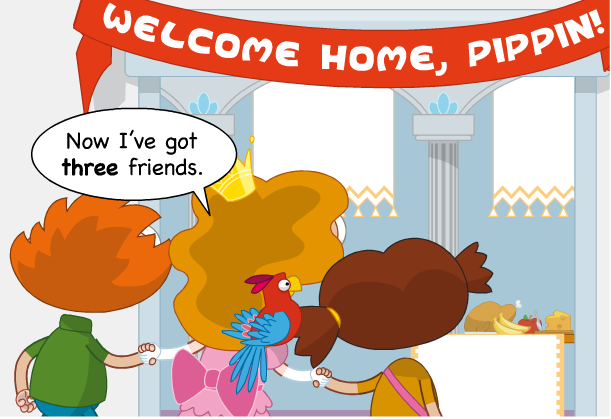 WELCOME HOME, PIPPIN!
Now I've got
three friends.